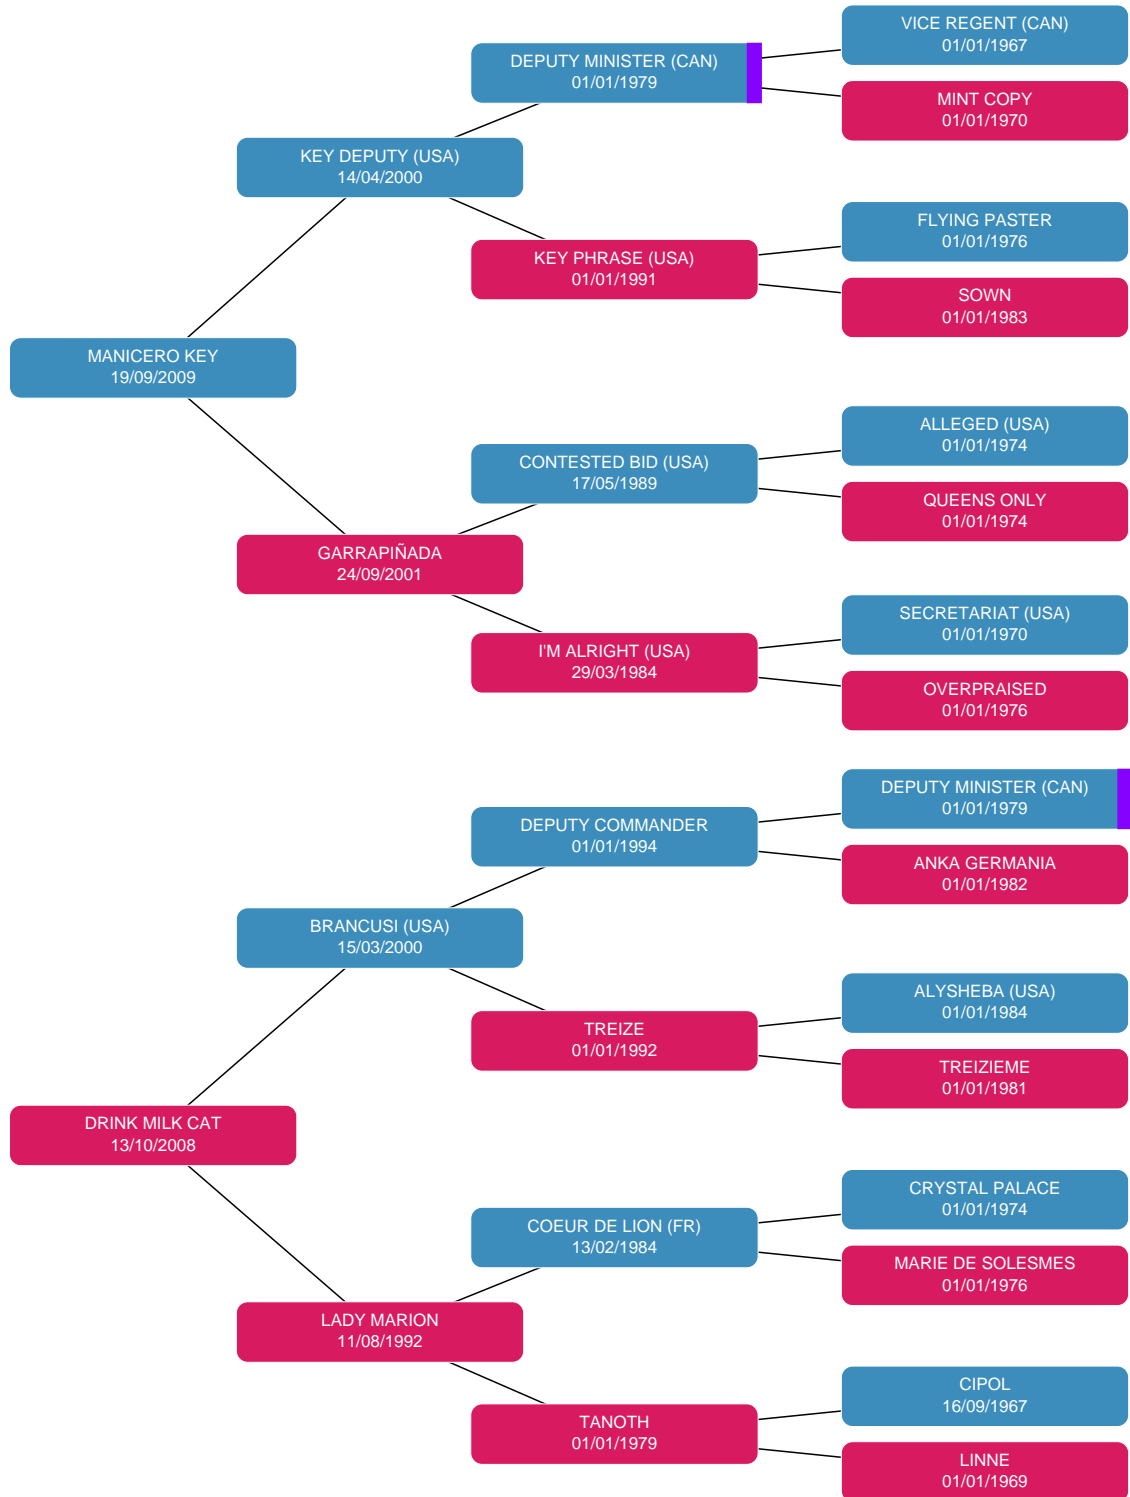 VICE REGENT (CAN)
01/01/1967
DEPUTY MINISTER (CAN)
01/01/1979
MINT COPY
01/01/1970
KEY DEPUTY (USA)
14/04/2000
FLYING PASTER
01/01/1976
KEY PHRASE (USA)
01/01/1991
SOWN
01/01/1983
MANICERO KEY
19/09/2009
ALLEGED (USA)
01/01/1974
CONTESTED BID (USA)
17/05/1989
QUEENS ONLY
01/01/1974
GARRAPIÑADA
24/09/2001
SECRETARIAT (USA)
01/01/1970
I'M ALRIGHT (USA)
29/03/1984
OVERPRAISED
01/01/1976
DEPUTY MINISTER (CAN)
01/01/1979
DEPUTY COMMANDER
01/01/1994
ANKA GERMANIA
01/01/1982
BRANCUSI (USA)
15/03/2000
ALYSHEBA (USA)
01/01/1984
TREIZE
01/01/1992
TREIZIEME
01/01/1981
DRINK MILK CAT
13/10/2008
CRYSTAL PALACE
01/01/1974
COEUR DE LION (FR)
13/02/1984
MARIE DE SOLESMES
01/01/1976
LADY MARION
11/08/1992
CIPOL
16/09/1967
TANOTH
01/01/1979
LINNE
01/01/1969